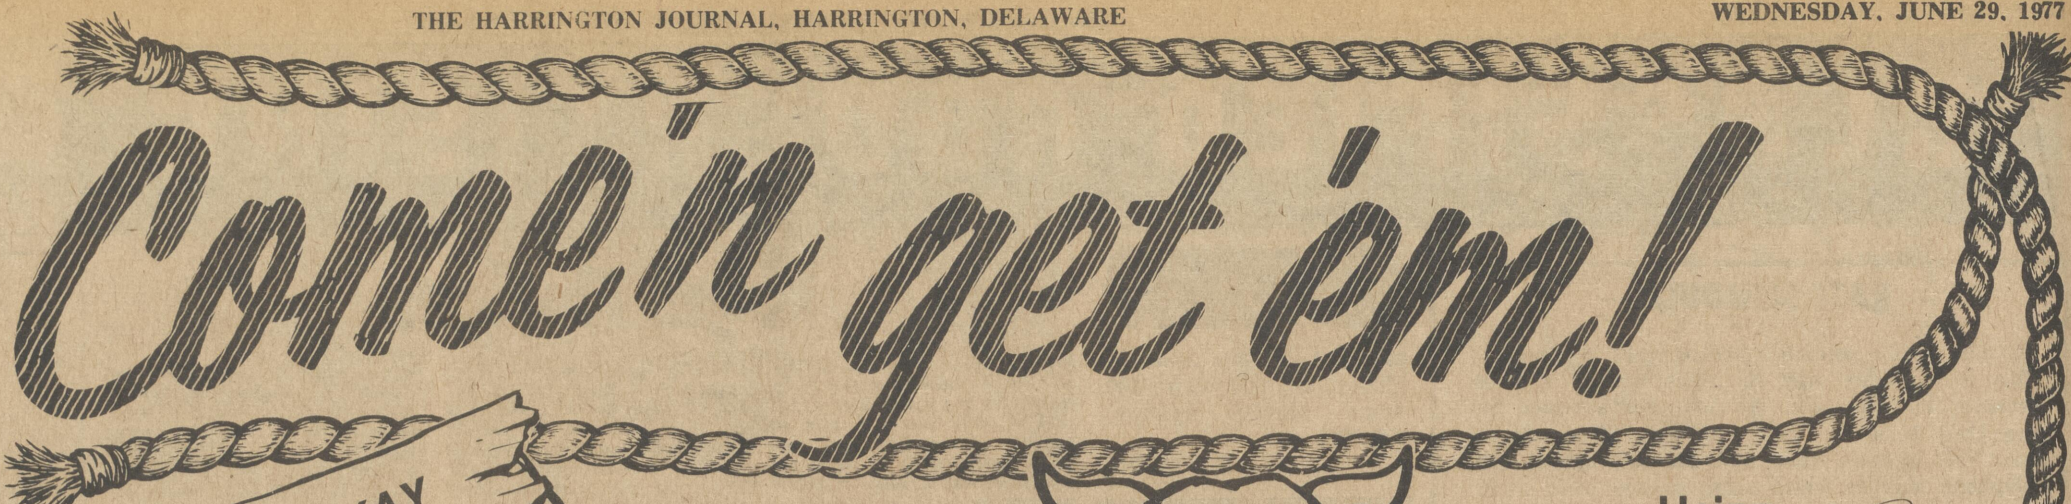 THE HARRINGTON JOURNAL, HARRINGTON, DELAWARE
WEDNESDAY, JUNE 29, 1977
Come'n get 'em!